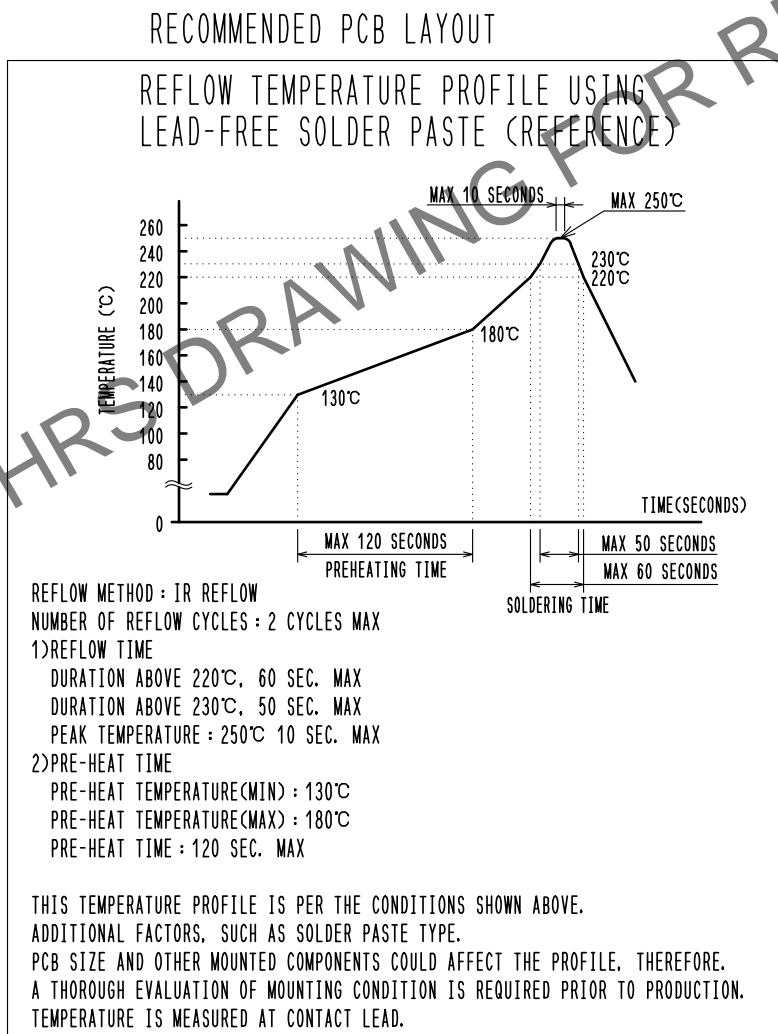 RECOMMENDED PCB LAYOUT
REFLOW TEMPERATURE PROFILE USING
LEAD-FREE SOLDER PASTE (REFERENCE)
MAX 10 SECONDS
MAX 250℃
TEMPERATURE (℃)
260
240
220
200
180
160
140
120
100
80
0
230℃
220℃
180℃
130℃
TIME(SECONDS)
MAX 120 SECONDS
PREHEATING TIME
MAX 50 SECONDS
MAX 60 SECONDS
SOLDERING TIME
HRS DRAWING FOR R
REFLOW METHOD : IR REFLOW
NUMBER OF REFLOW CYCLES : 2 CYCLES MAX
1)REFLOW TIME
DURATION ABOVE 220℃, 60 SEC. MAX
DURATION ABOVE 230℃, 50 SEC. MAX
PEAK TEMPERATURE : 250℃ 10 SEC. MAX
2)PRE-HEAT TIME
PRE-HEAT TEMPERATURE(MIN) : 130℃
PRE-HEAT TEMPERATURE(MAX) : 180℃
PRE-HEAT TIME : 120 SEC. MAX
THIS TEMPERATURE PROFILE IS PER THE CONDITIONS SHOWN ABOVE.
ADDITIONAL FACTORS, SUCH AS SOLDER PASTE TYPE.
PCB SIZE AND OTHER MOUNTED COMPONENTS COULD AFFECT THE PROFILE, THEREFORE.
A THOROUGH EVALUATION OF MOUNTING CONDITION IS REQUIRED PRIOR TO PRODUCTION.
TEMPERATURE IS MEASURED AT CONTACT LEAD.